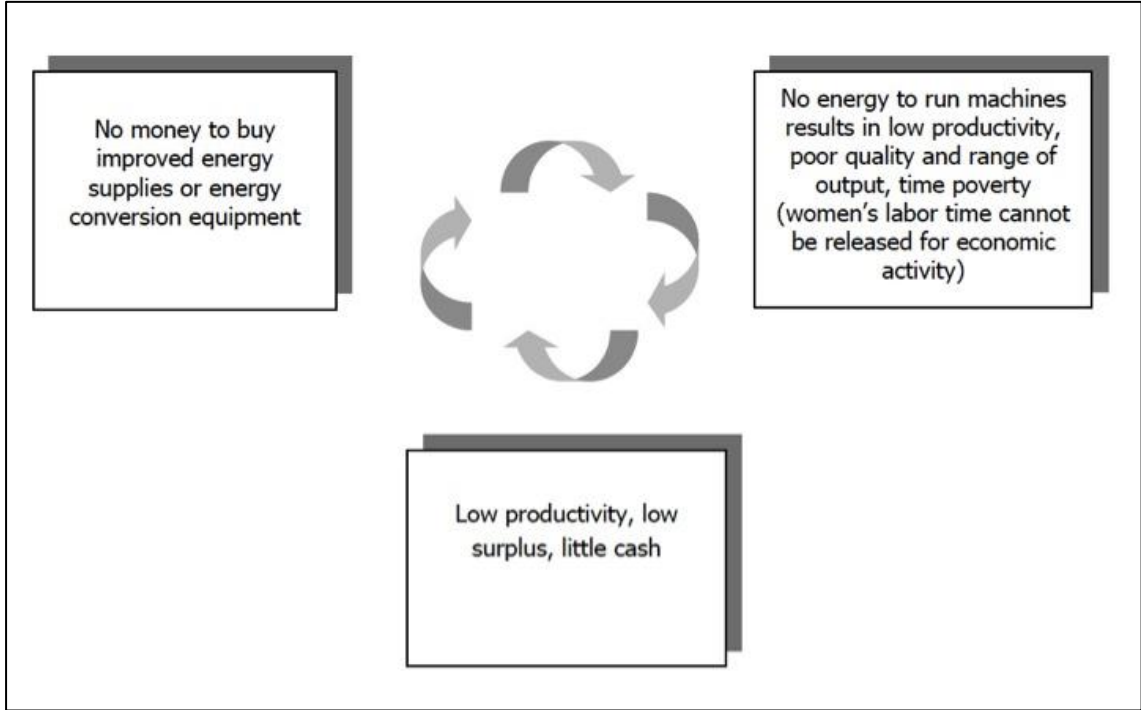 No money to buy
improved energy
supplies or energy
conversion equipment
No energy to run machines
results in low productivity,
poor quality and range of
output, time poverty
(women's labor time cannot
be released for economic
activity)
Low productivity, low
surplus, little cash